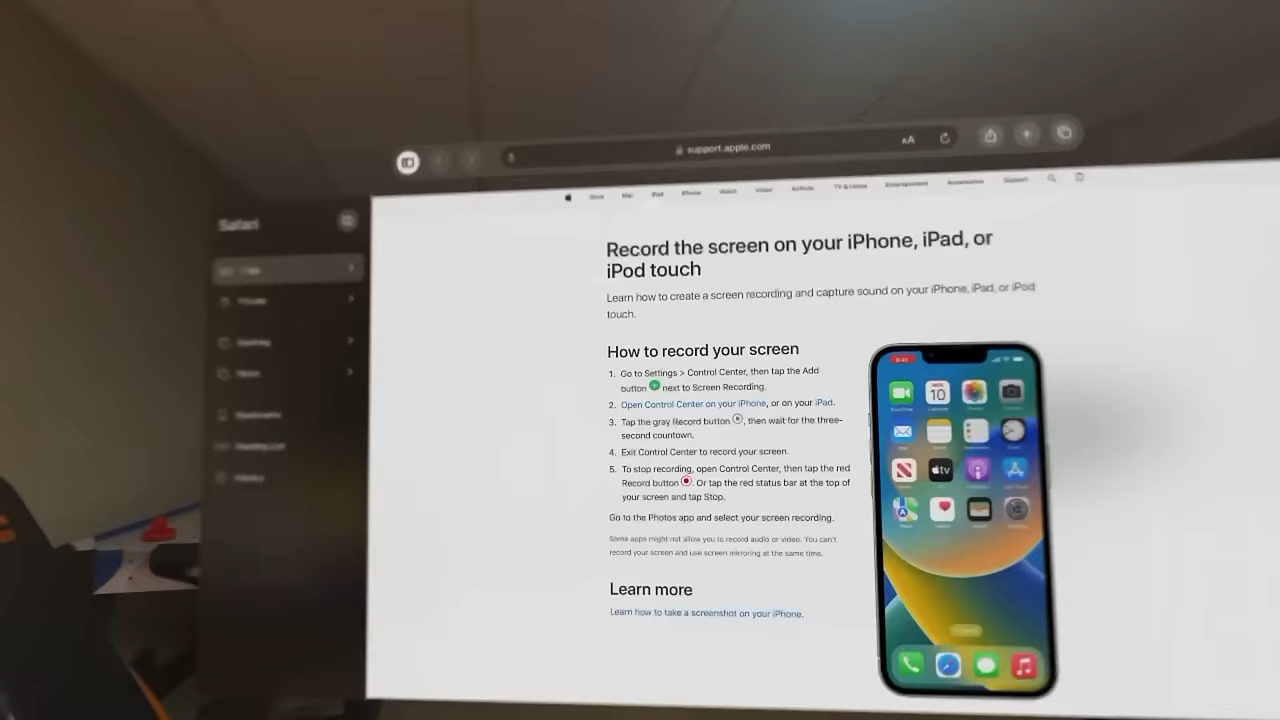 support.apple.com
AA
Store Mac iPad iPhone Watch Vision AirPods TV & Home Entertainment Accessories Support
Safari
Record the screen on your iPhone, iPad, or
iPod touch
Learn how to create a screen recording and capture sound on your iPhone, iPad, or iPod
touch.
How to record your screen
1. Go to Settings > Control Center, then tap the Add
button next to Screen Recording.
2. Open Control Center on your iPhone, or on your iPad.
3. Tap the gray Record button, then wait for the three-
second countown.
4. Exit Control Center to record your screen.
5. To stop recording, open Control Center, then tap the red
Record button. Or tap the red status bar at the top of
your screen and tap Stop.
Go to the Photos app and select your screen recording.
Some apps might not allow you to record audio or video. You can't
record your screen and use screen mirroring at the same time.
Learn more
Learn how to take a screenshot on your iPhone.
9:41
10
tv